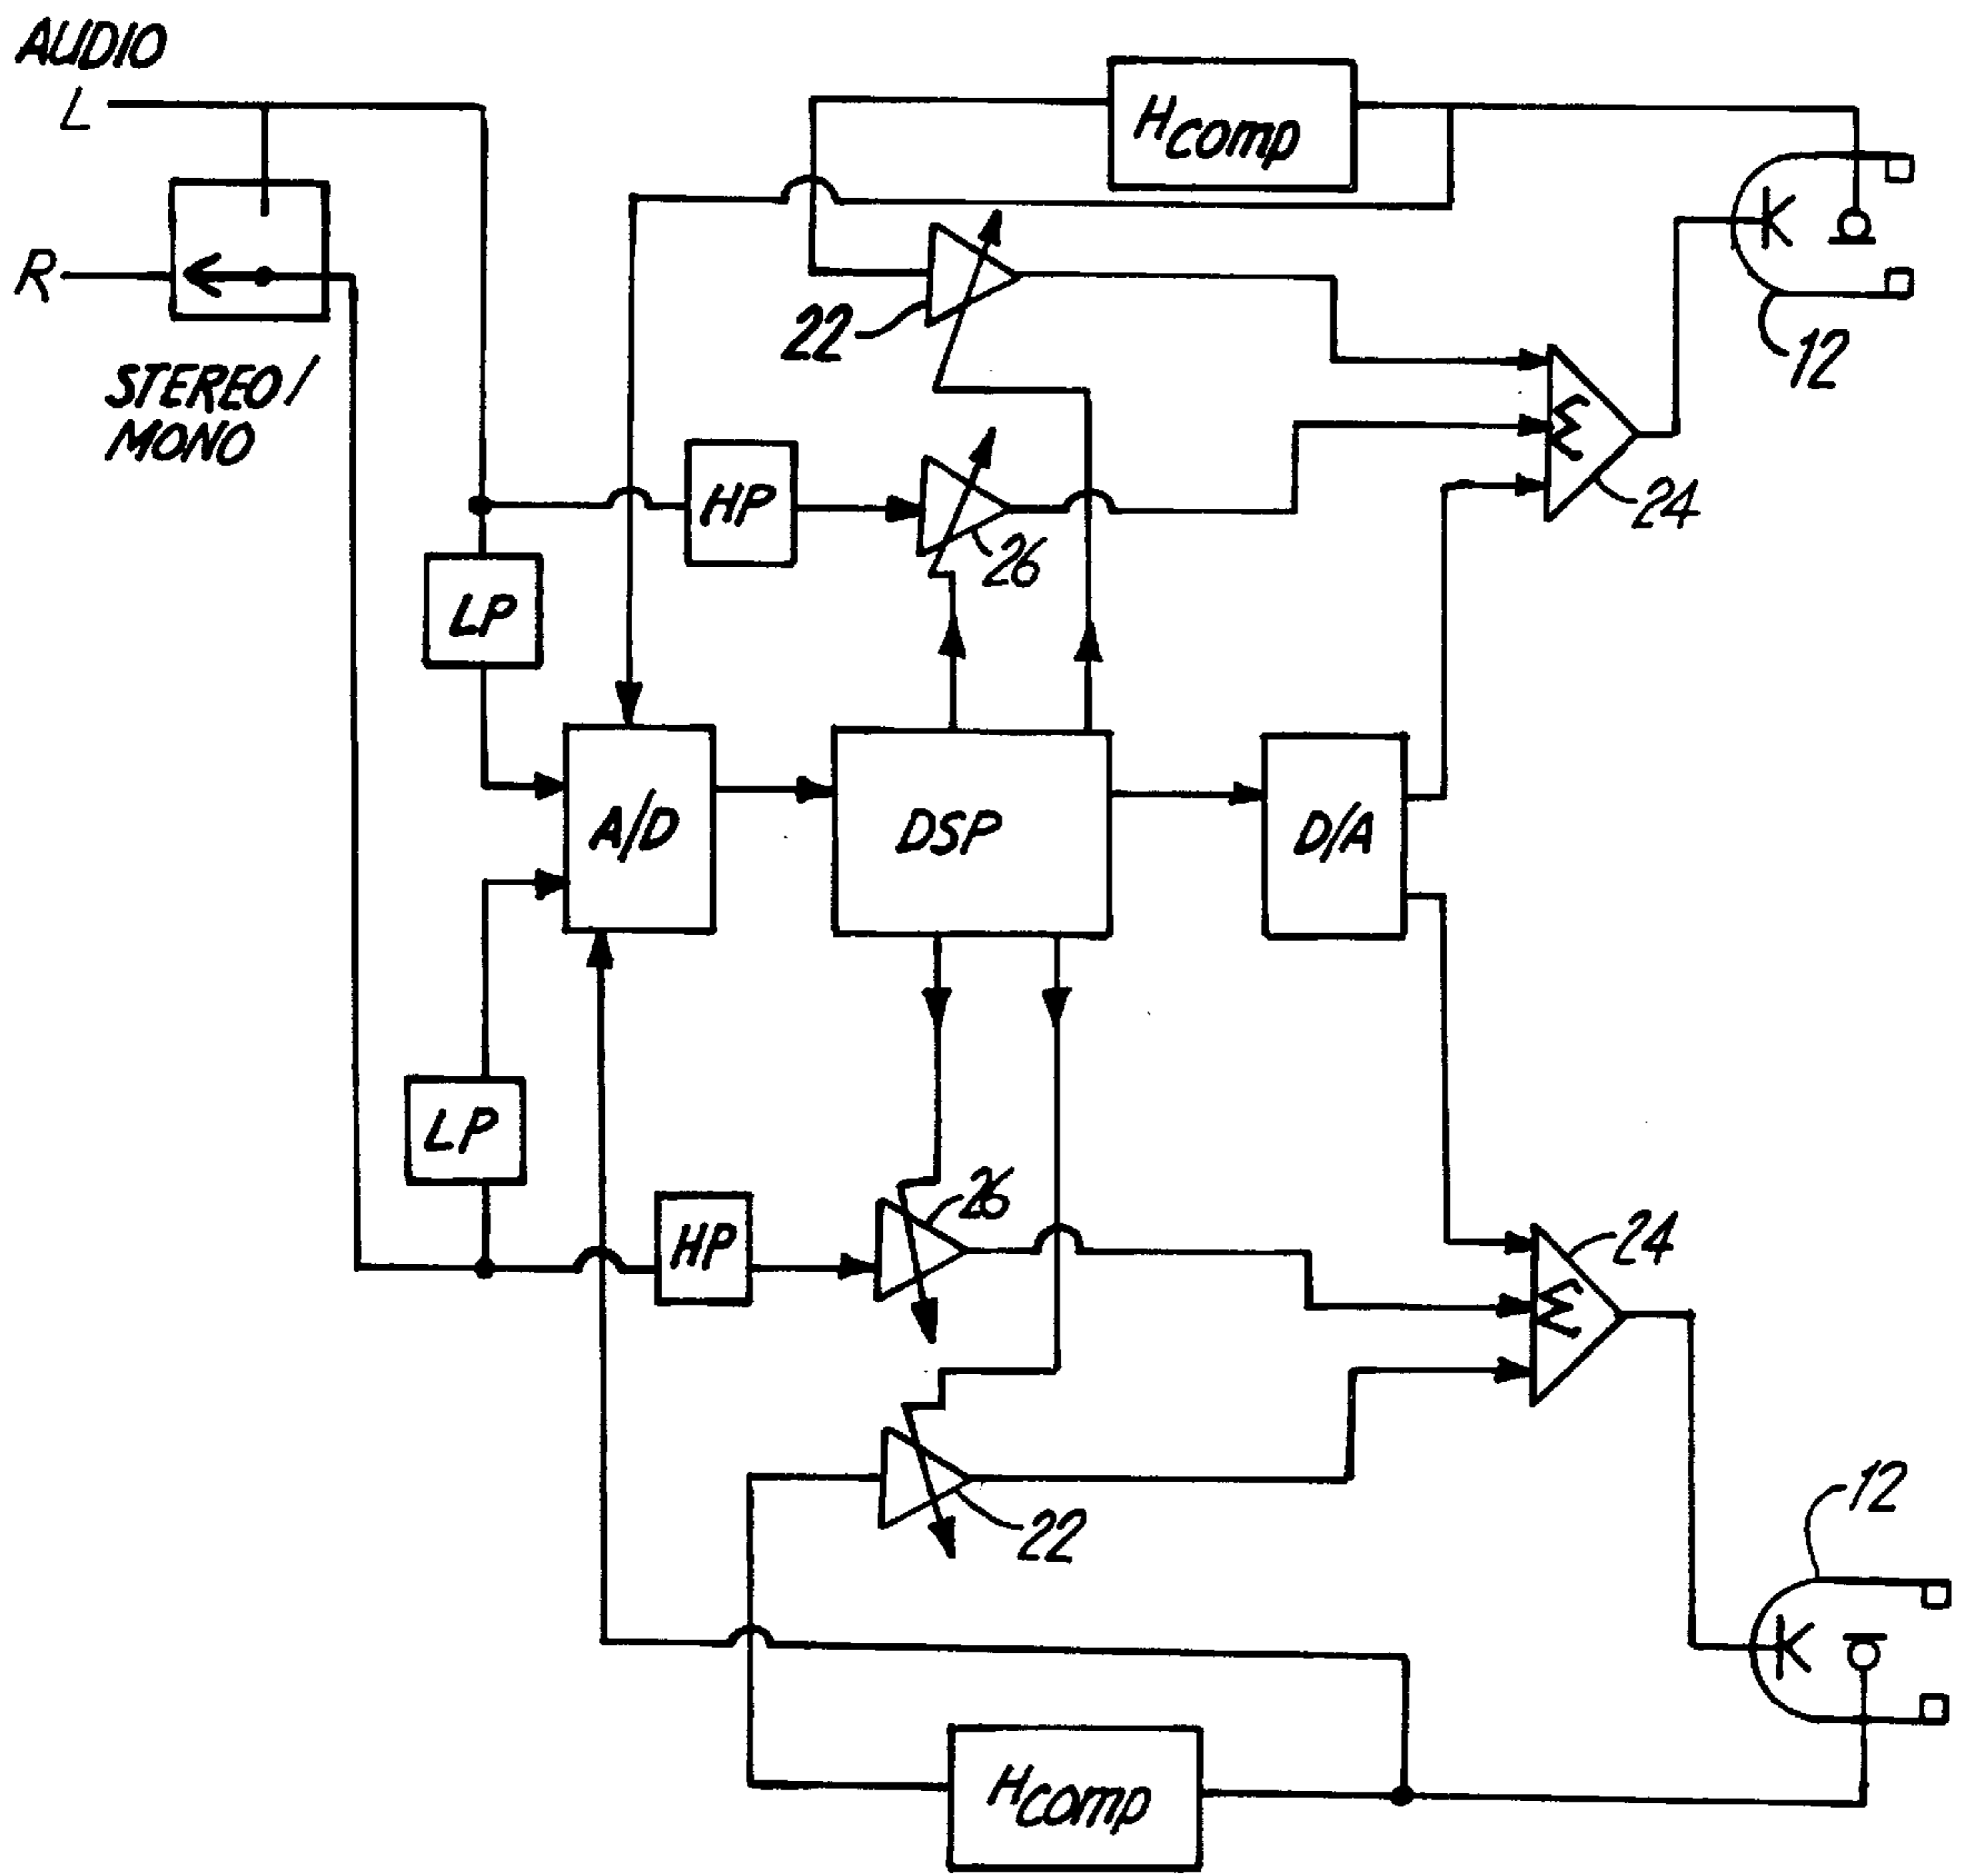 AUDIO
L
R
STEREO/
MONO
Hcomp
22
12
Σ
24
HP
26
LP
A/D
DSP
D/A
LP
HP
26
24
Σ
22
12
Hcomp